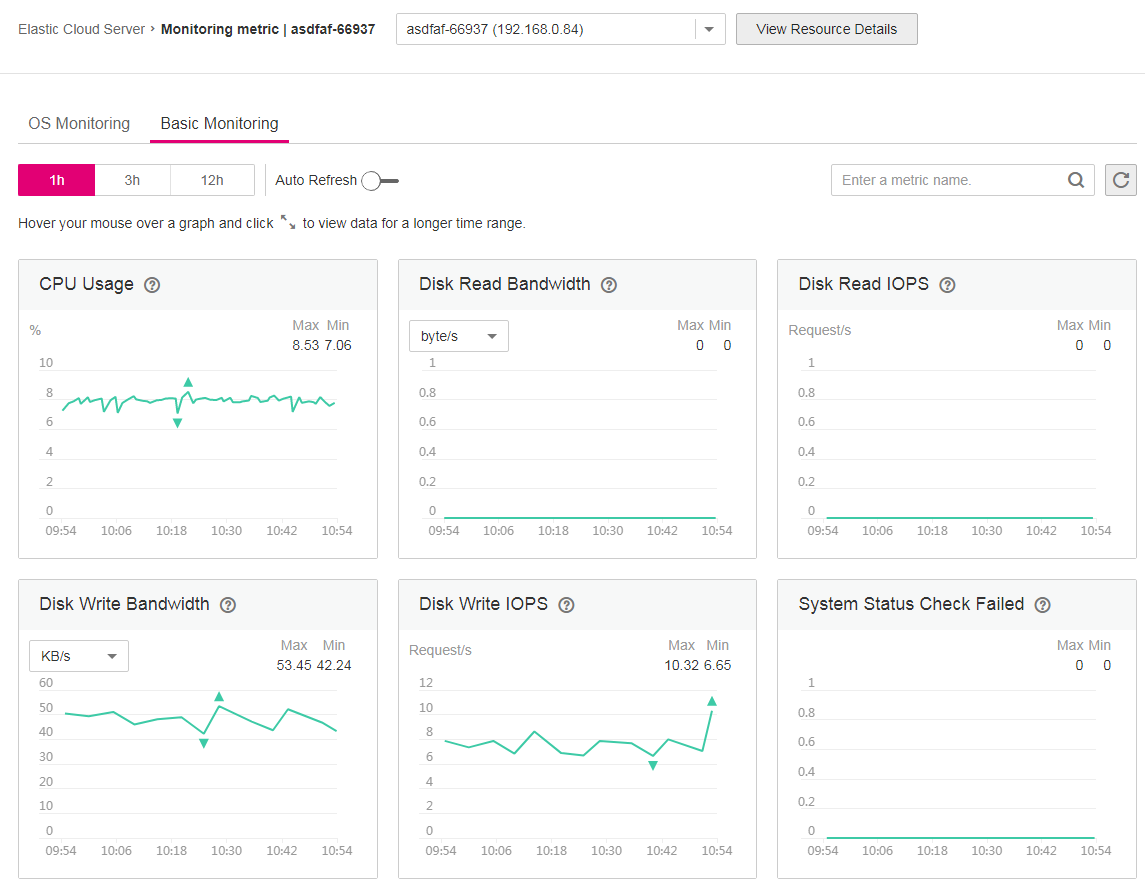 Elastic Cloud Server › Monitoring metric | asdfaf-66937 asdfaf-66937 (192.168.0.84) View Resource Details
OS Monitoring Basic Monitoring
1h 3h 12h Auto Refresh Enter a metric name.
Hover your mouse over a graph and click to view data for a longer time range.
CPU Usage
%
Max Min
8.53 7.06
10
8
6
4
2
0
09:54 10:06 10:18 10:30 10:42 10:54
Disk Read Bandwidth
byte/s
Max Min
0 0
1
0.8
0.6
0.4
0.2
0
09:54 10:06 10:18 10:30 10:42 10:54
Disk Read IOPS
Request/s
Max Min
0 0
1
0.8
0.6
0.4
0.2
0
09:54 10:06 10:18 10:30 10:42 10:54
Disk Write Bandwidth
KB/s
Max Min
53.45 42.24
60
50
40
30
20
10
0
09:54 10:06 10:18 10:30 10:42 10:54
Disk Write IOPS
Request/s
Max Min
10.32 6.65
12
10
8
6
4
2
0
09:54 10:06 10:18 10:30 10:42 10:54
System Status Check Failed
Max Min
0 0
1
0.8
0.6
0.4
0.2
0
09:54 10:06 10:18 10:30 10:42 10:54